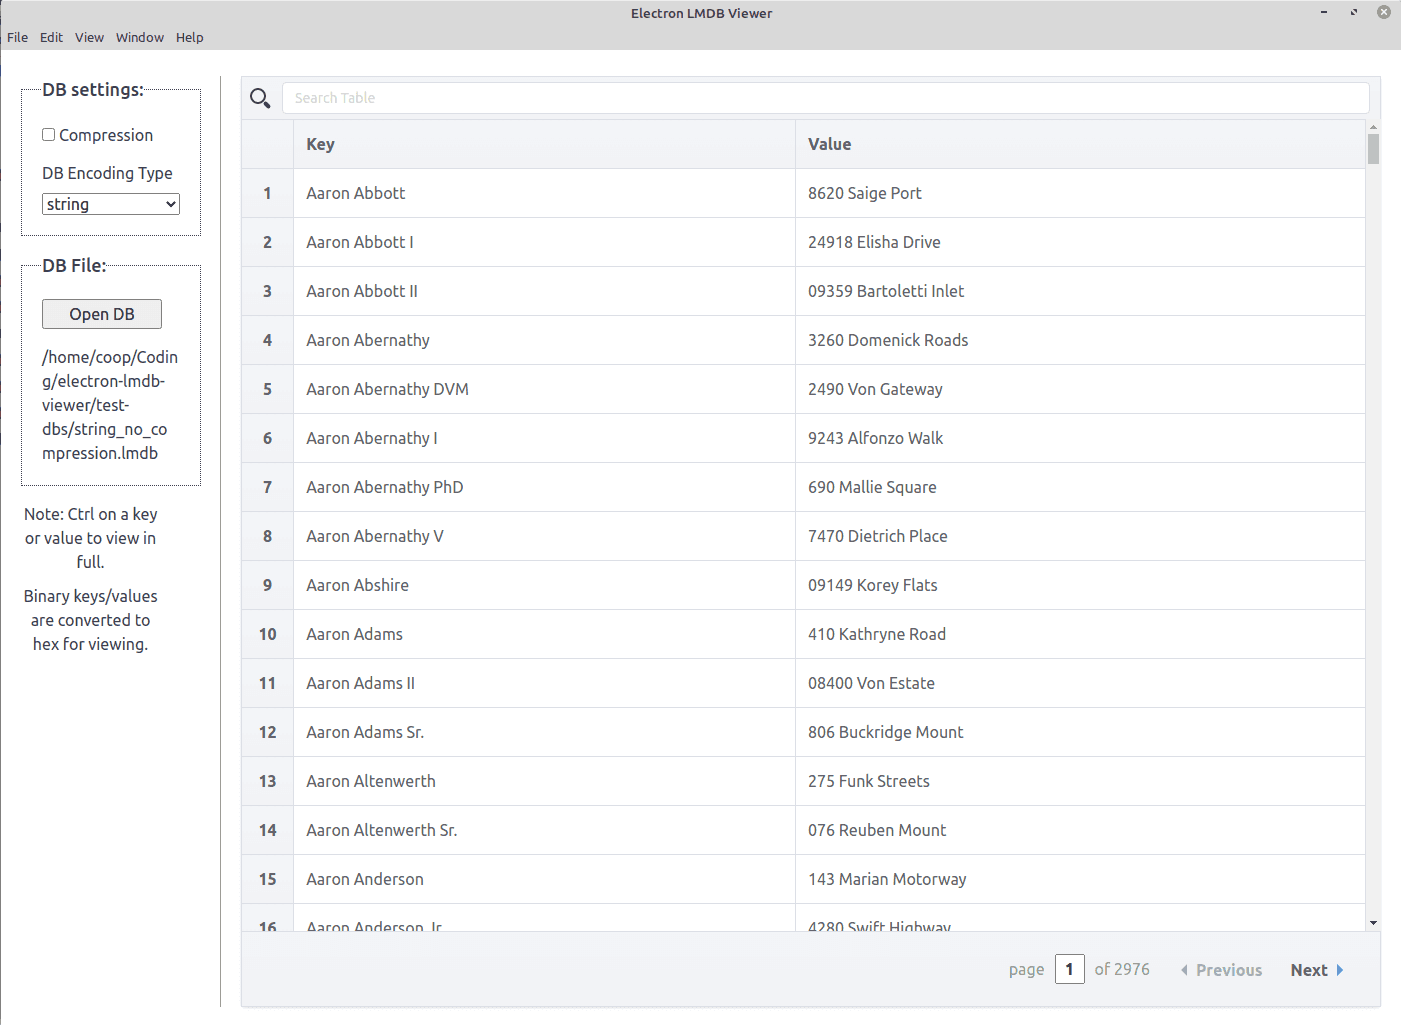 Electron LMDB Viewer
File Edit View Window Help
DB settings:
Compression
DB Encoding Type
string
DB File:
Open DB
/home/coop/Codin
g/electron-lmdb-
viewer/test-
dbs/string_no_co
mpression.lmdb
Note: Ctrl on a key
or value to view in
full.
Binary keys/values
are converted to
hex for viewing.
Search Table
Key Value
1 Aaron Abbott 8620 Saige Port
2 Aaron Abbott I 24918 Elisha Drive
3 Aaron Abbott II 09359 Bartoletti Inlet
4 Aaron Abernathy 3260 Domenick Roads
5 Aaron Abernathy DVM 2490 Von Gateway
6 Aaron Abernathy I 9243 Alfonzo Walk
7 Aaron Abernathy PhD 690 Mallie Square
8 Aaron Abernathy V 7470 Dietrich Place
9 Aaron Abshire 09149 Korey Flats
10 Aaron Adams 410 Kathryne Road
11 Aaron Adams II 08400 Von Estate
12 Aaron Adams Sr. 806 Buckridge Mount
13 Aaron Altenwerth 275 Funk Streets
14 Aaron Altenwerth Sr. 076 Reuben Mount
15 Aaron Anderson 143 Marian Motorway
16 Aaron Anderson Jr. 4280 Swift Highway
page 1 of 2976 Previous Next